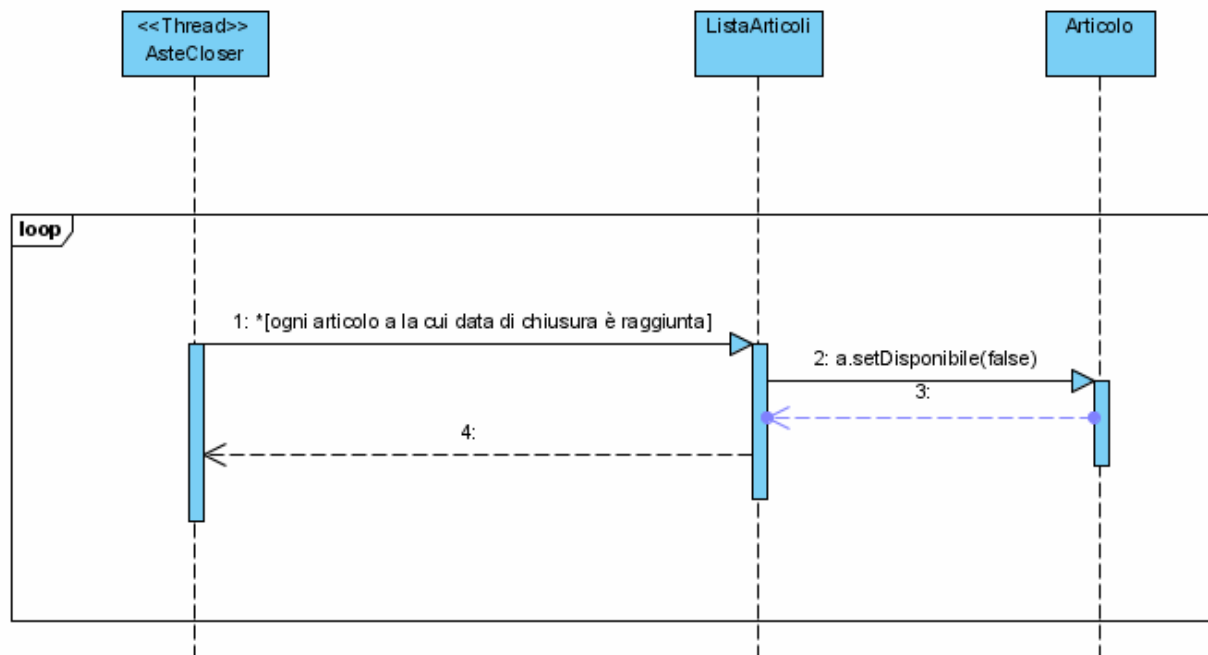 <<Thread>>
AsteCloser
ListaArticoli
Articolo
loop
1: *[ogni articolo a la cui data di chiusura è raggiunta]
2: a.setDisponibile(false)
3:
4: